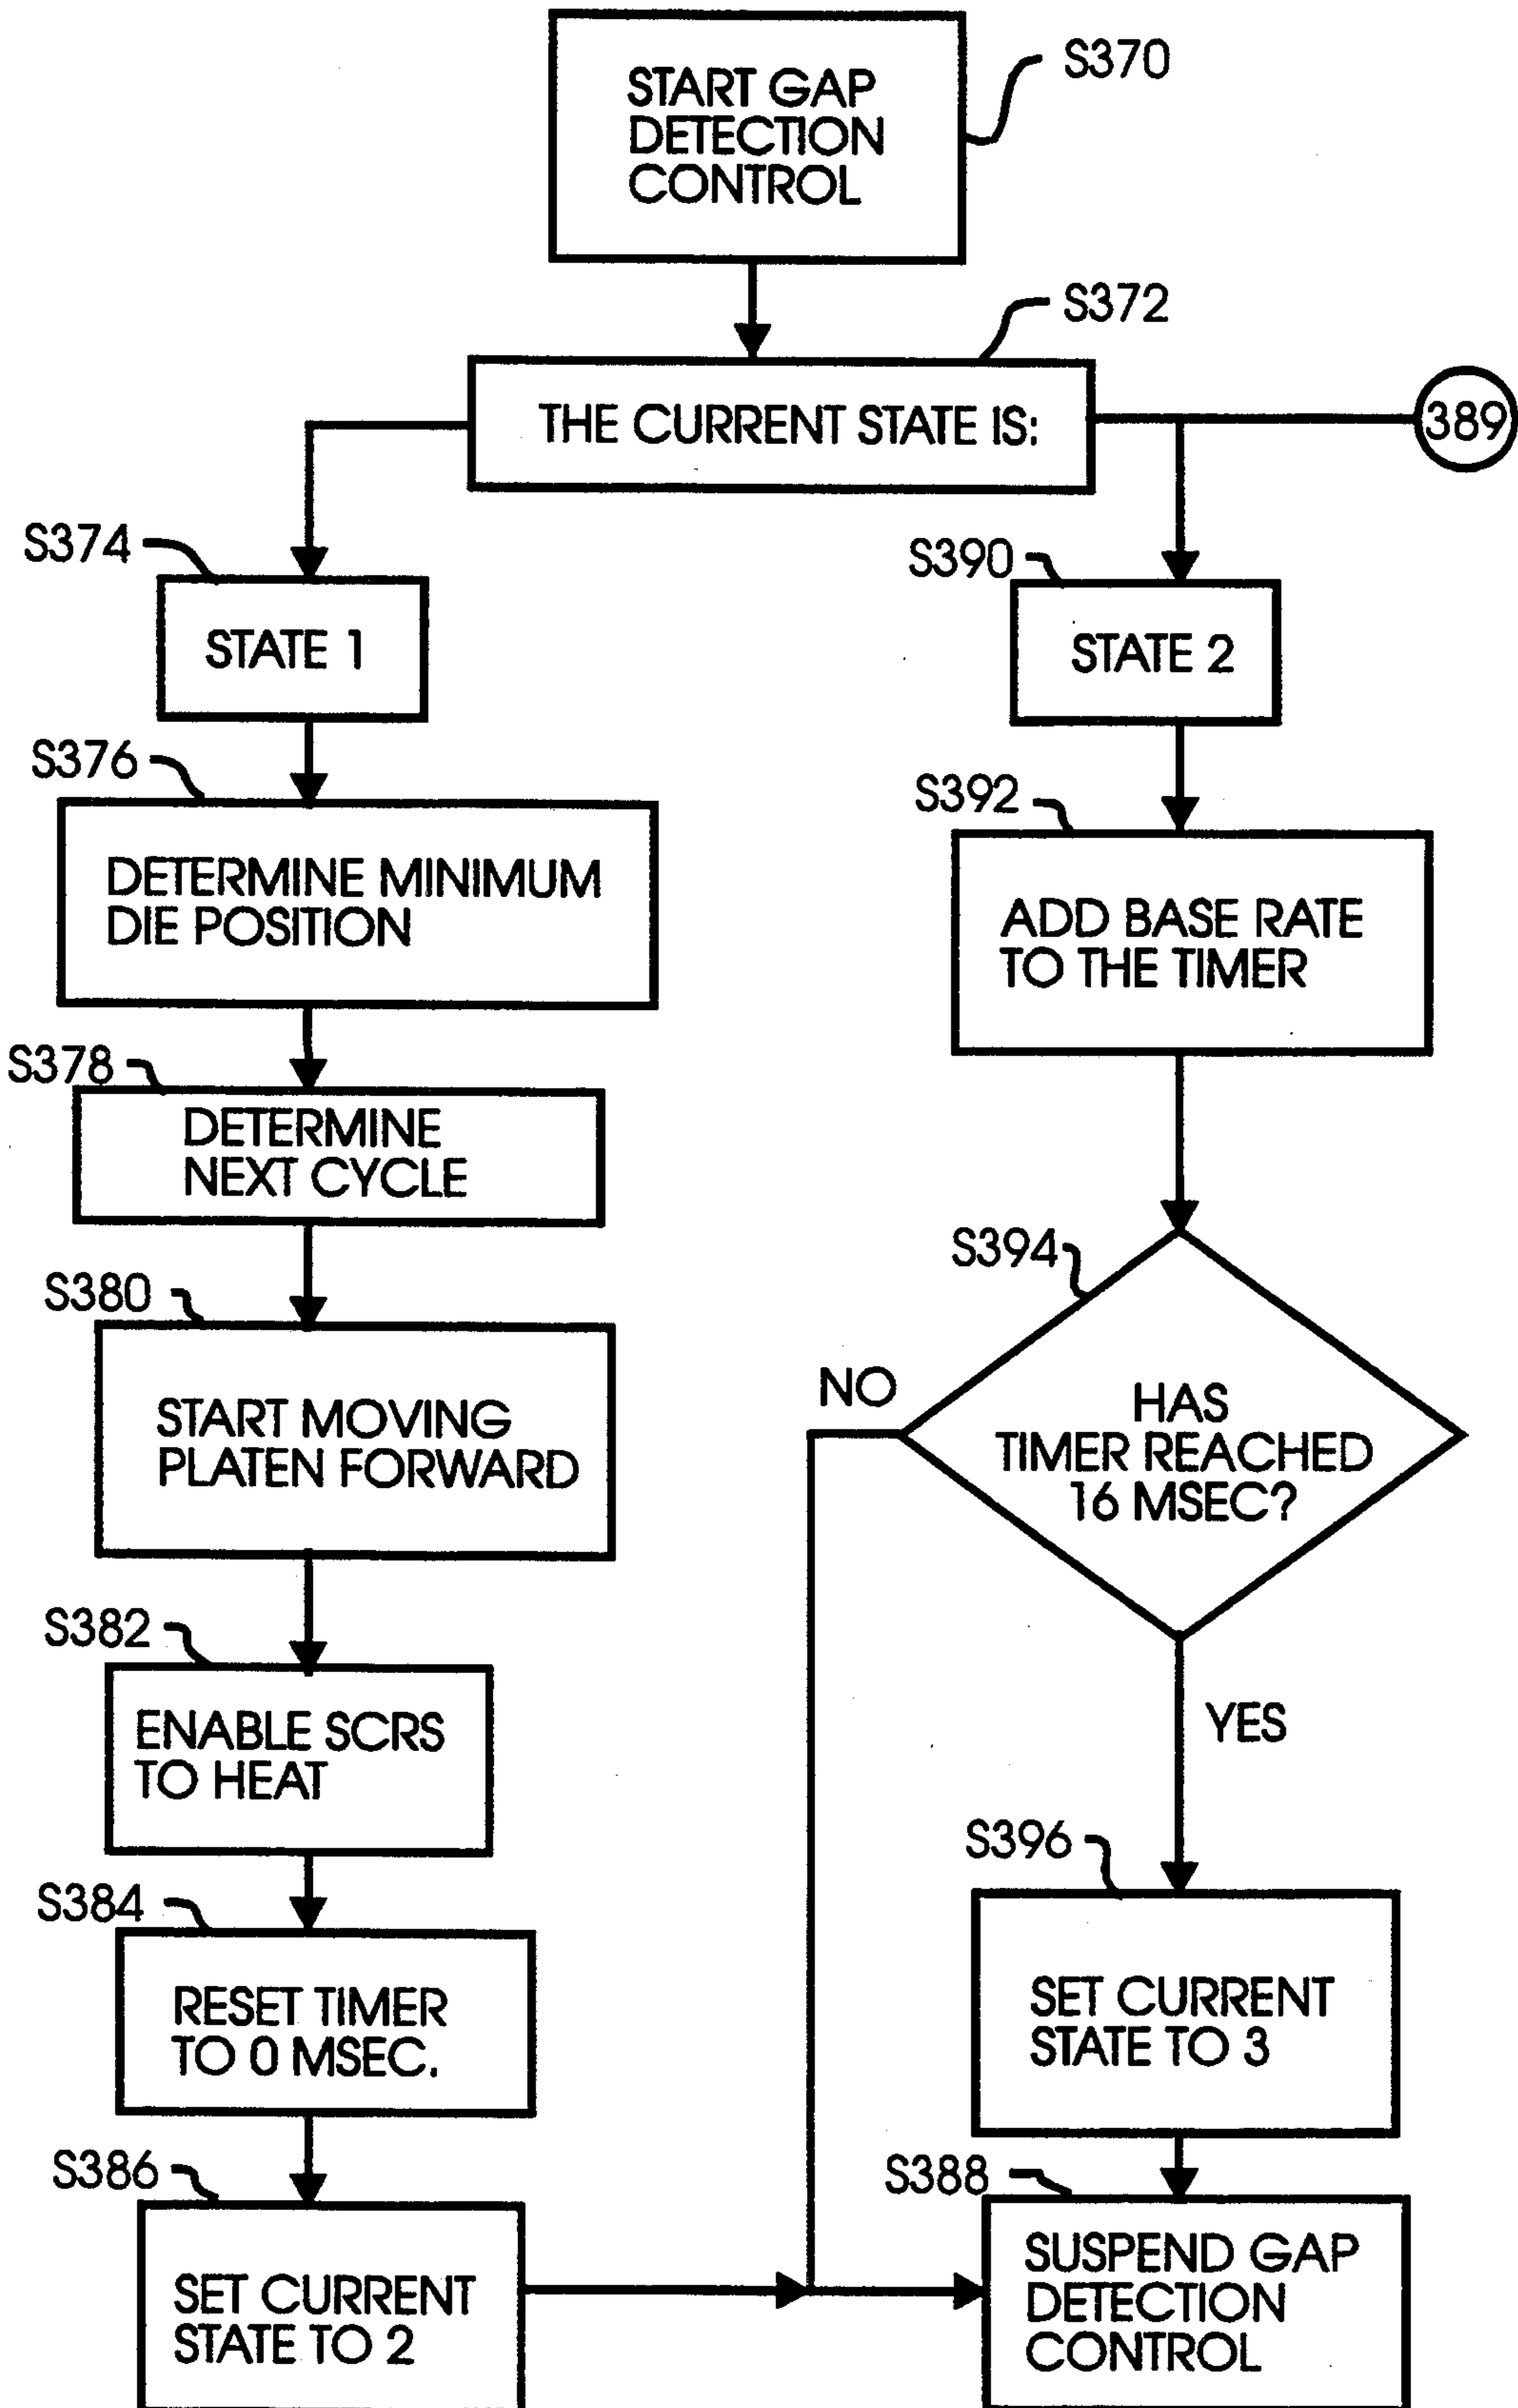 START GAP
DETECTION
CONTROL
S370
S372
THE CURRENT STATE IS:
389
S374
STATE 1
S376
DETERMINE MINIMUM
DIE POSITION
S378
DETERMINE
NEXT CYCLE
S380
START MOVING
PLATEN FORWARD
S382
ENABLE SCRS
TO HEAT
S384
RESET TIMER
TO 0 MSEC.
S386
SET CURRENT
STATE TO 2
S390
STATE 2
S392
ADD BASE RATE
TO THE TIMER
S394
HAS
TIMER REACHED
16 MSEC?
NO
YES
S396
SET CURRENT
STATE TO 3
S388
SUSPEND GAP
DETECTION
CONTROL